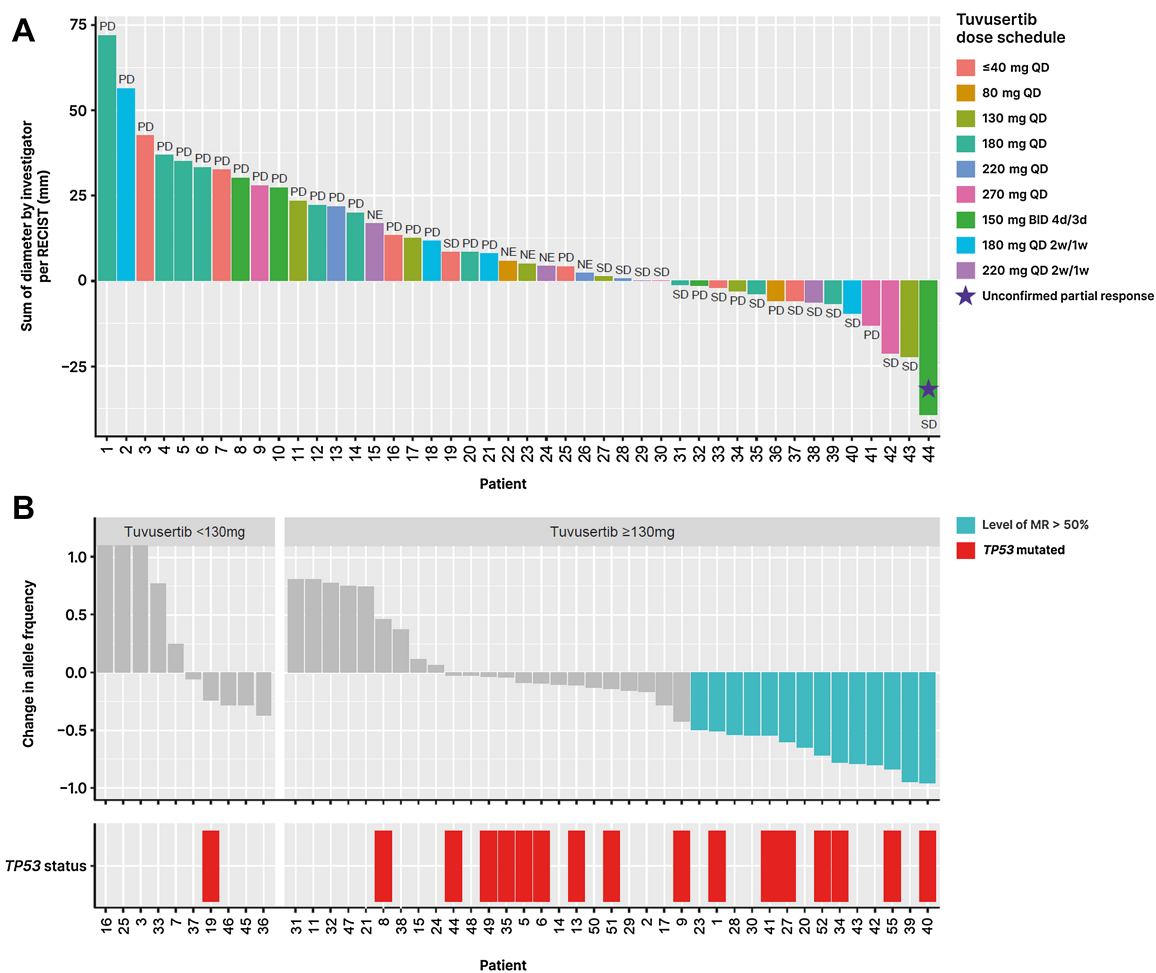 A
Sum of diameter by investigator
per RECIST (mm)
75
50
25
0
−25
PD PD PD PD PD PD PD PD PD PD PD PD PD PD NE PD PD PD SD PD PD NE NE NE PD NE SD SD SD SD SD PD SD PD SD PD SD SD SD SD PD SD SD SD
1 2 3 4 5 6 7 8 9 10 11 12 13 14 15 16 17 18 19 20 21 22 23 24 25 26 27 28 29 30 31 32 33 34 35 36 37 38 39 40 41 42 43 44
Patient
Tuvusertib
dose schedule
≤40 mg QD
80 mg QD
130 mg QD
180 mg QD
220 mg QD
270 mg QD
150 mg BID 4d/3d
180 mg QD 2w/1w
220 mg QD 2w/1w
Unconfirmed partial response
B
Tuvusertib <130mg
Tuvusertib ≥130mg
Change in allele frquency
1.0
0.5
0.0
−0.5
−1.0
Level of MR > 50%
TP53 mutated
TP53 status
16 25 3 33 7 37 19 46 45 36 31 11 32 47 21 8 38 15 24 44 48 49 35 5 6 14 13 50 51 29 2 17 9 23 1 28 30 41 27 20 52 34 43 42 55 39 40
Patient